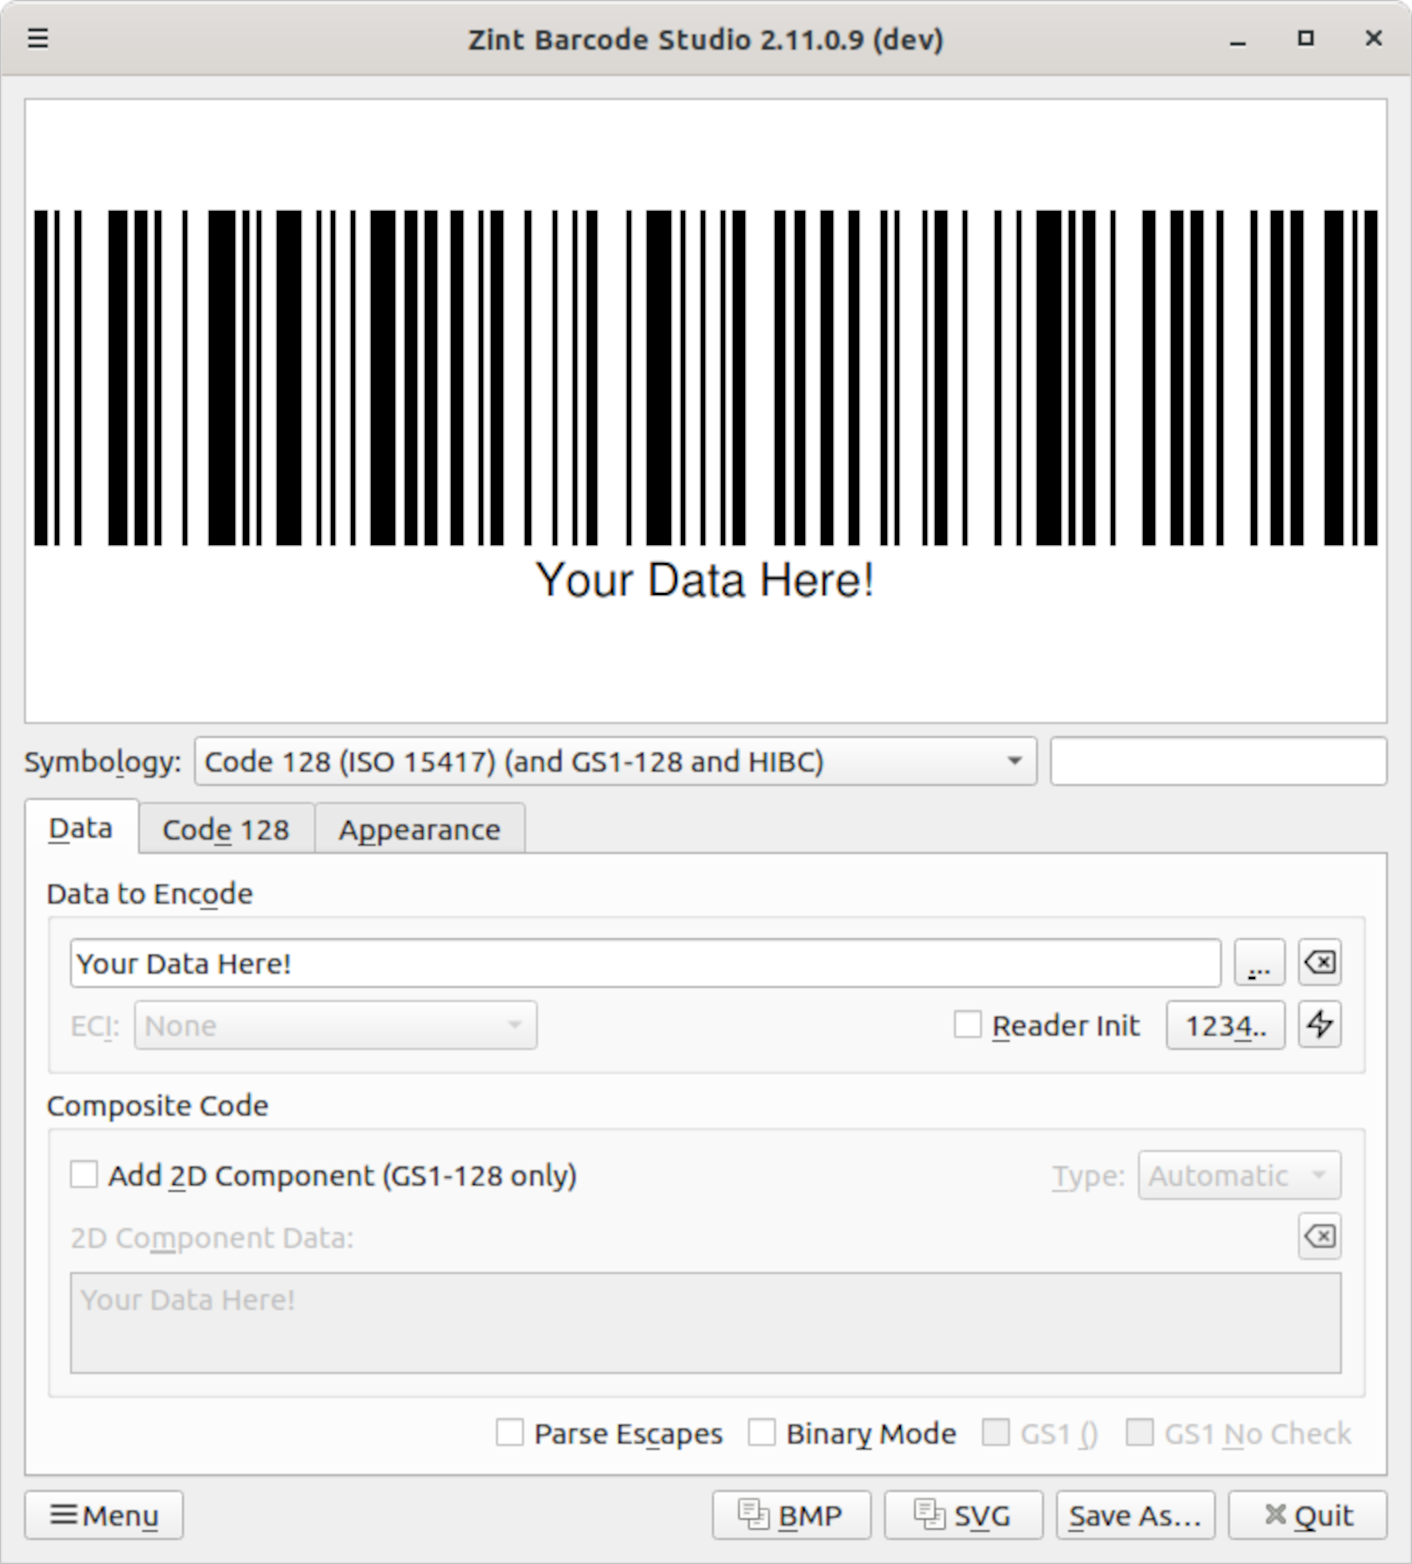 Zint Barcode Studio 2.11.0.9 (dev)
Your Data Here!
Symbology: Code 128 (ISO 15417) (and GS1-128 and HIBC)
Data Code 128 Appearance
Data to Encode
Your Data Here! ...
ECI: None Reader Init 1234..
Composite Code
Add 2D Component (GS1-128 only) Type: Automatic
2D Component Data:
Your Data Here!
Parse Escapes Binary Mode GS1 () GS1 No Check
Menu BMP SVG Save As... Quit